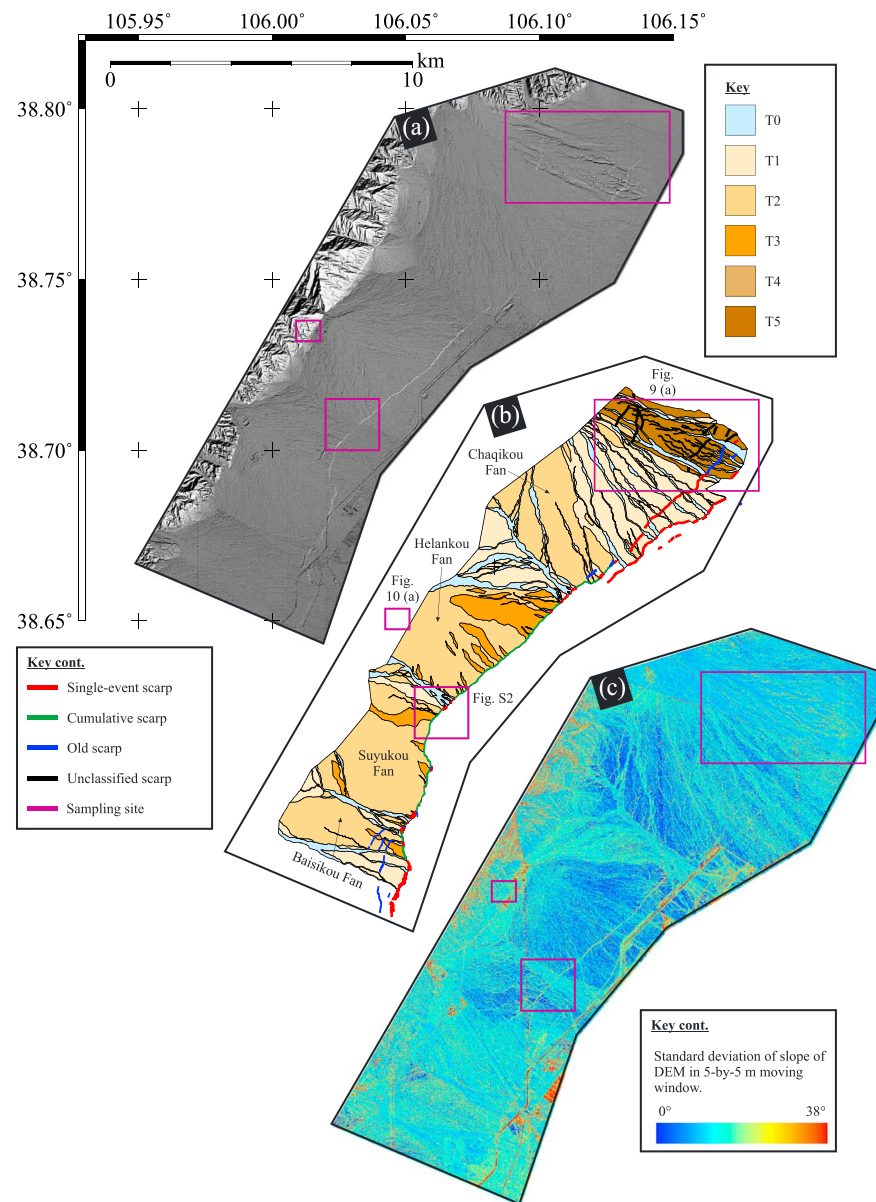 105.95°
106.00°
106.05°
106.10°
106.15°
km
0
10
38.80°
38.75°
38.70°
38.65°
(a)
Key
T0
T1
T2
T3
T4
T5
(b)
Fig.
9 (a)
Chaqikou
Fan
Helankou
Fan
Fig.
10 (a)
Fig. S2
Suyukou
Fan
Baisikou Fan
Key cont.
Single-event scarp
Cumulative scarp
Old scarp
Unclassified scarp
Sampling site
(c)
Key cont.
Standard deviation of slope of
DEM in 5-by-5 m moving
window.
0°
38°